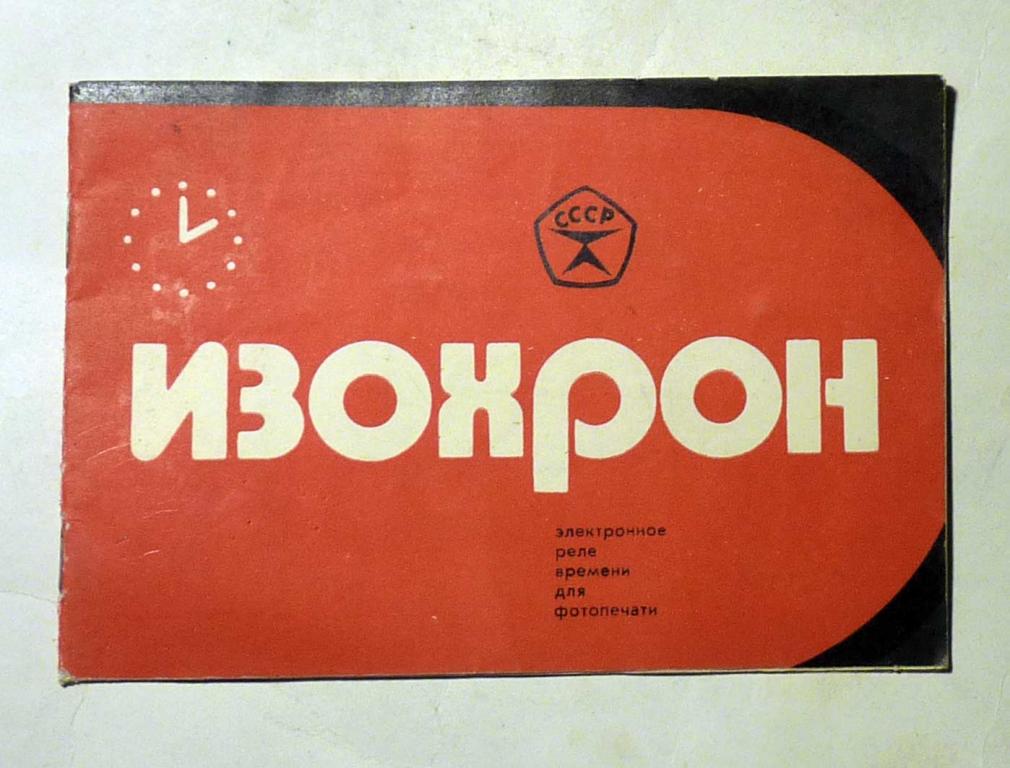 СССР
ИЗОХРОН
электронное
реле
времени
для
фотопечати